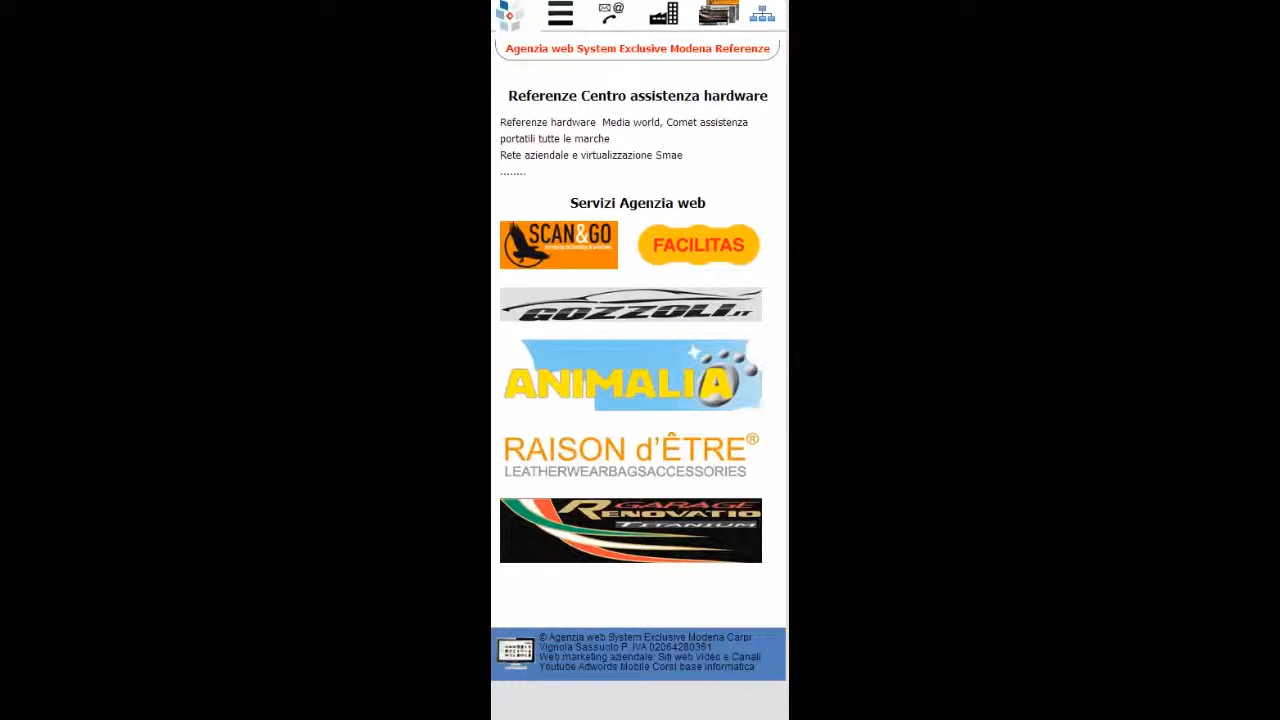 Agenzia web System Exclusive Modena Referenze
Referenze Centro assistenza hardware
Referenze hardware Media world, Comet assistenza
portatili tutte le marche
Rete aziendale e virtualizzazione Smae
........
Servizi Agenzia web
SCAN&GO
FACILITAS
GOZZOLI.IT
ANIMALIA
RAISON d'ÊTRE®
LEATHERWEARBAGSACCESSORIES
GARAGE
RENOVATIO
TITANIUM
© Agenzia web System Exclusive Modena Carpi
Vignola Sassuolo P. IVA 02064280361
Web marketing aziendale: Siti web Video e Canali
Youtube Adwords Mobile Corsi base informatica